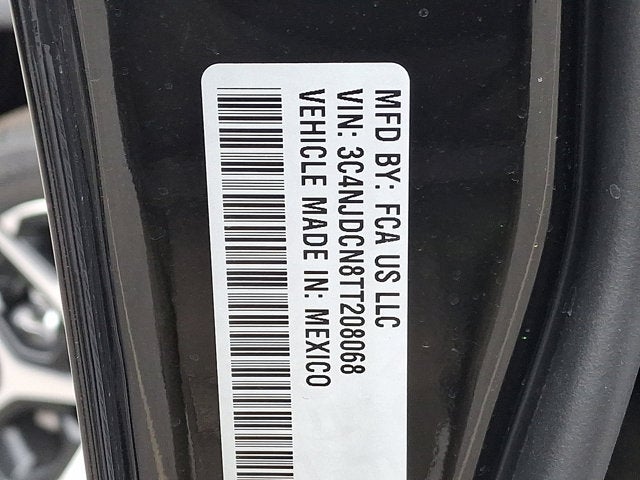 MFD BY: FCA US LLC
VIN: 3C4NJDCN8TT208068
VEHICLE MADE IN: MEXICO